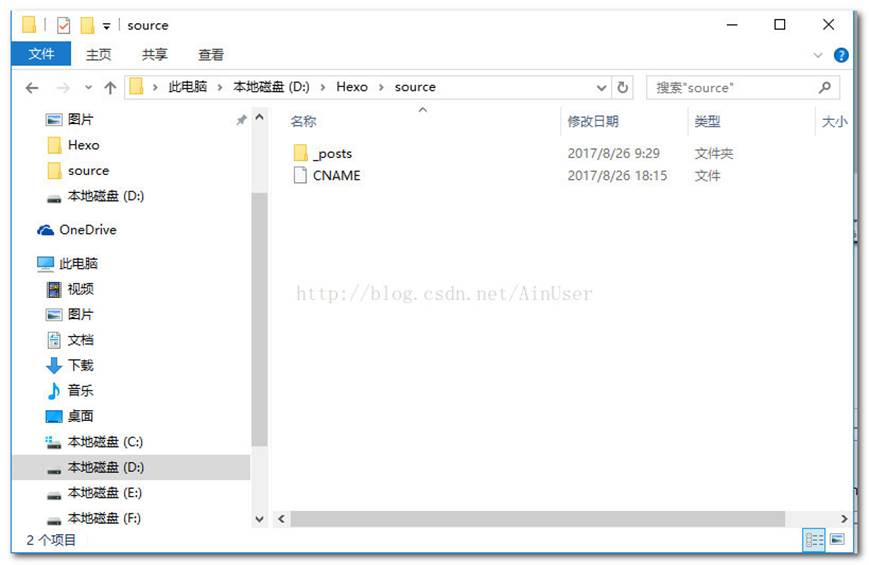 source
文件 主页 共享 查看
此电脑 本地磁盘 (D:) Hexo source 搜索"source"
名称 修改日期 类型 大小
_posts 2017/8/26 9:29 文件夹
CNAME 2017/8/26 18:15 文件
图片
Hexo
source
本地磁盘 (D:)
OneDrive
此电脑
视频
图片
文档
下载
音乐
桌面
本地磁盘 (C:)
本地磁盘 (D:)
本地磁盘 (E:)
本地磁盘 (F:)
http://blog.csdn.net/AinUser
2 个项目